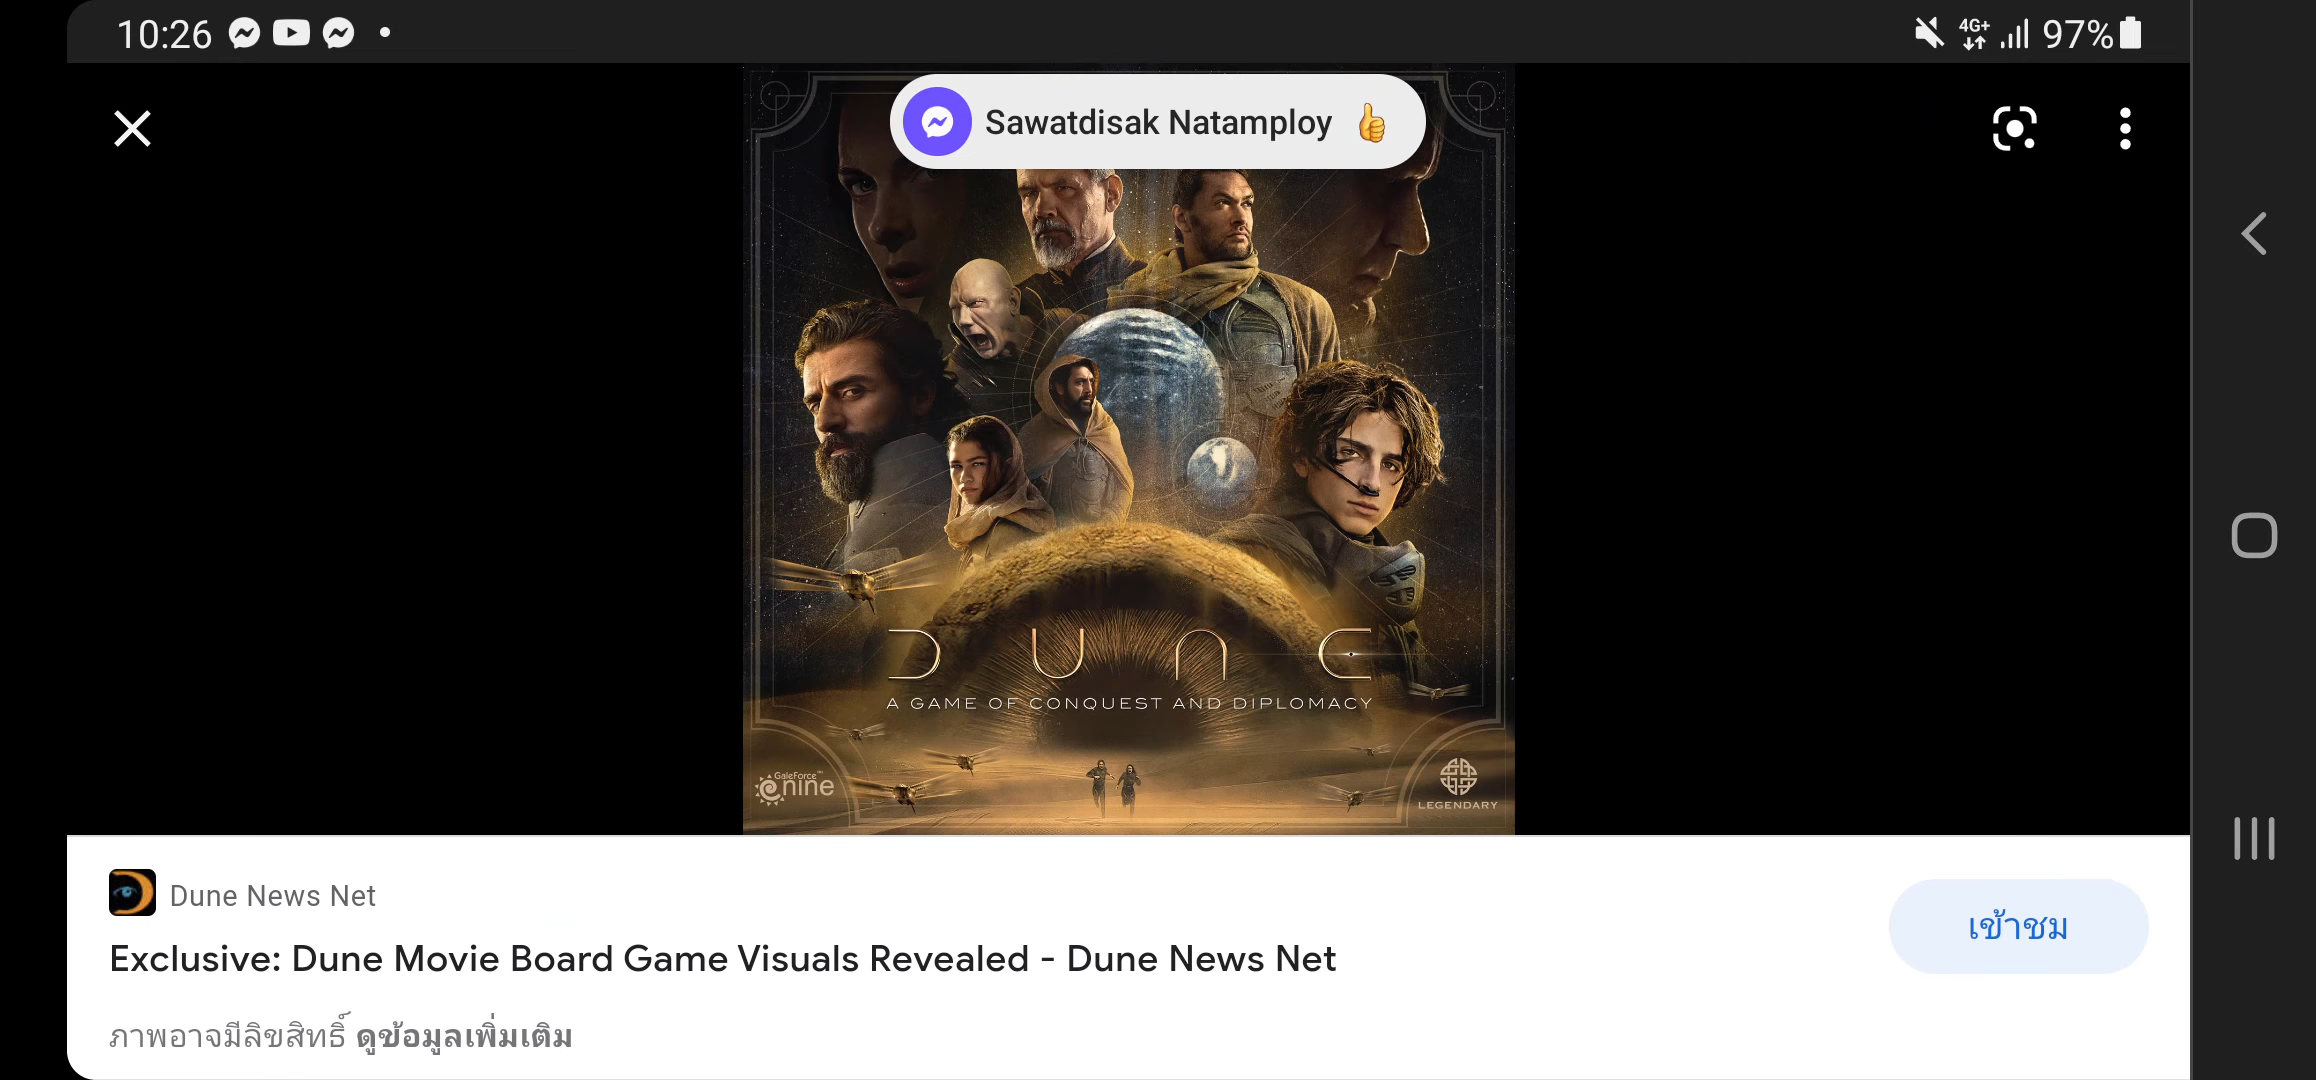 10:26
4G+
97%
Sawatdisak Natamploy 👍
DUNE
A GAME OF CONQUEST AND DIPLOMACY
GaleForce™
nine
LEGENDARY
Dune News Net
Exclusive: Dune Movie Board Game Visuals Revealed - Dune News Net
เข้าชม
ภาพอาจมีลิขสิทธิ์ ดูข้อมูลเพิ่มเติม